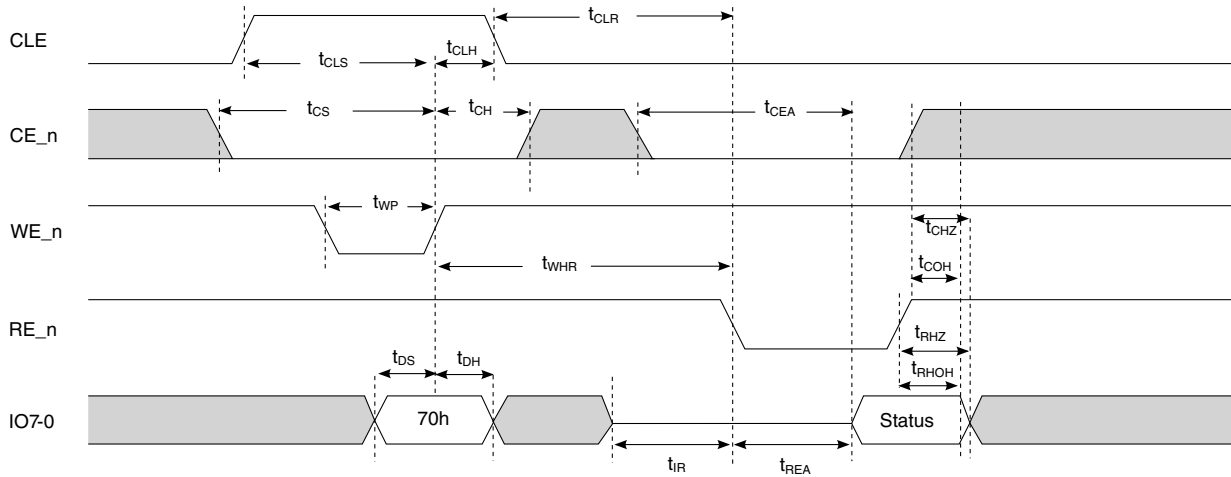 CLE
tCLR
tCLS
tCLH
CE_n
tCS
tCH
tCEA
WE_n
tWP
tCHZ
tWHR
tCOH
RE_n
tRHZ
tDS
tDH
tRHOH
IO7-0
70h
Status
tIR
tREA